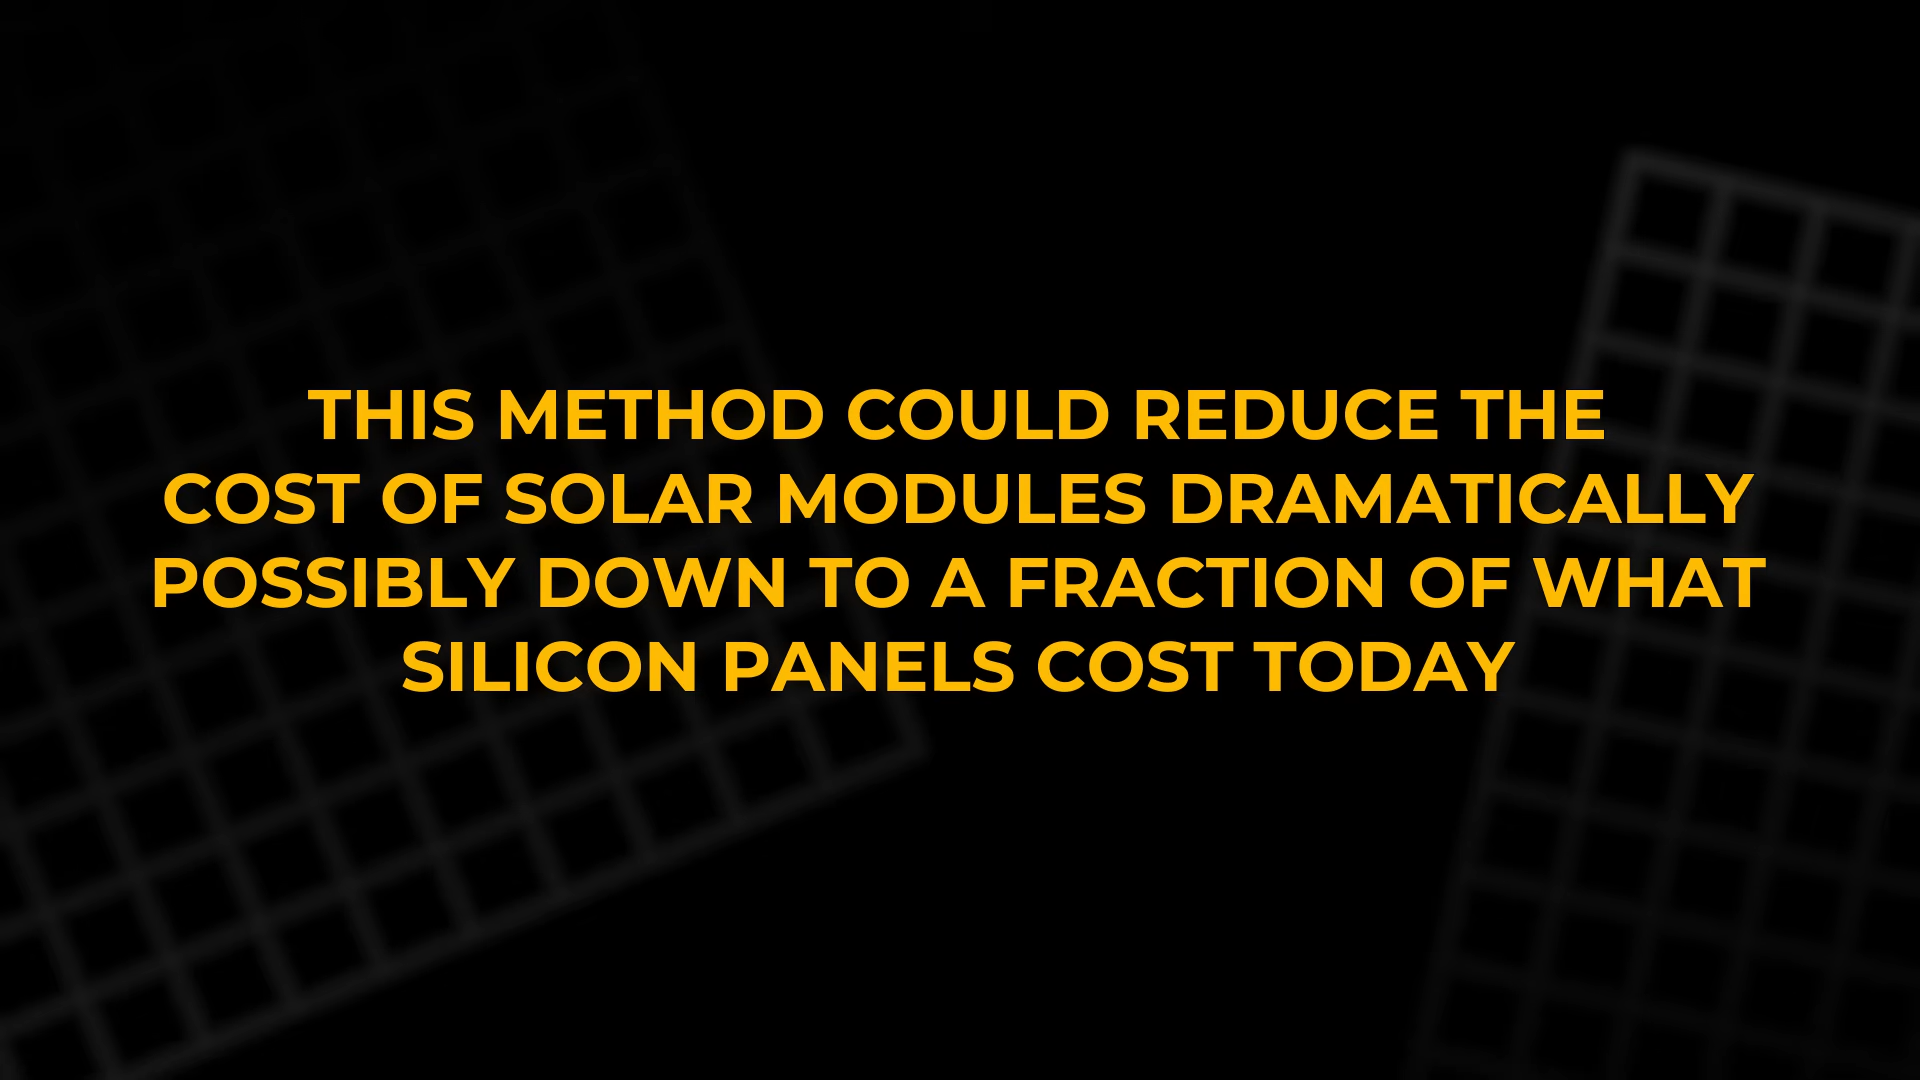 THIS METHOD COULD REDUCE THE
COST OF SOLAR MODULES DRAMATICALLY
POSSIBLY DOWN TO A FRACTION OF WHAT
SILICON PANELS COST TODAY